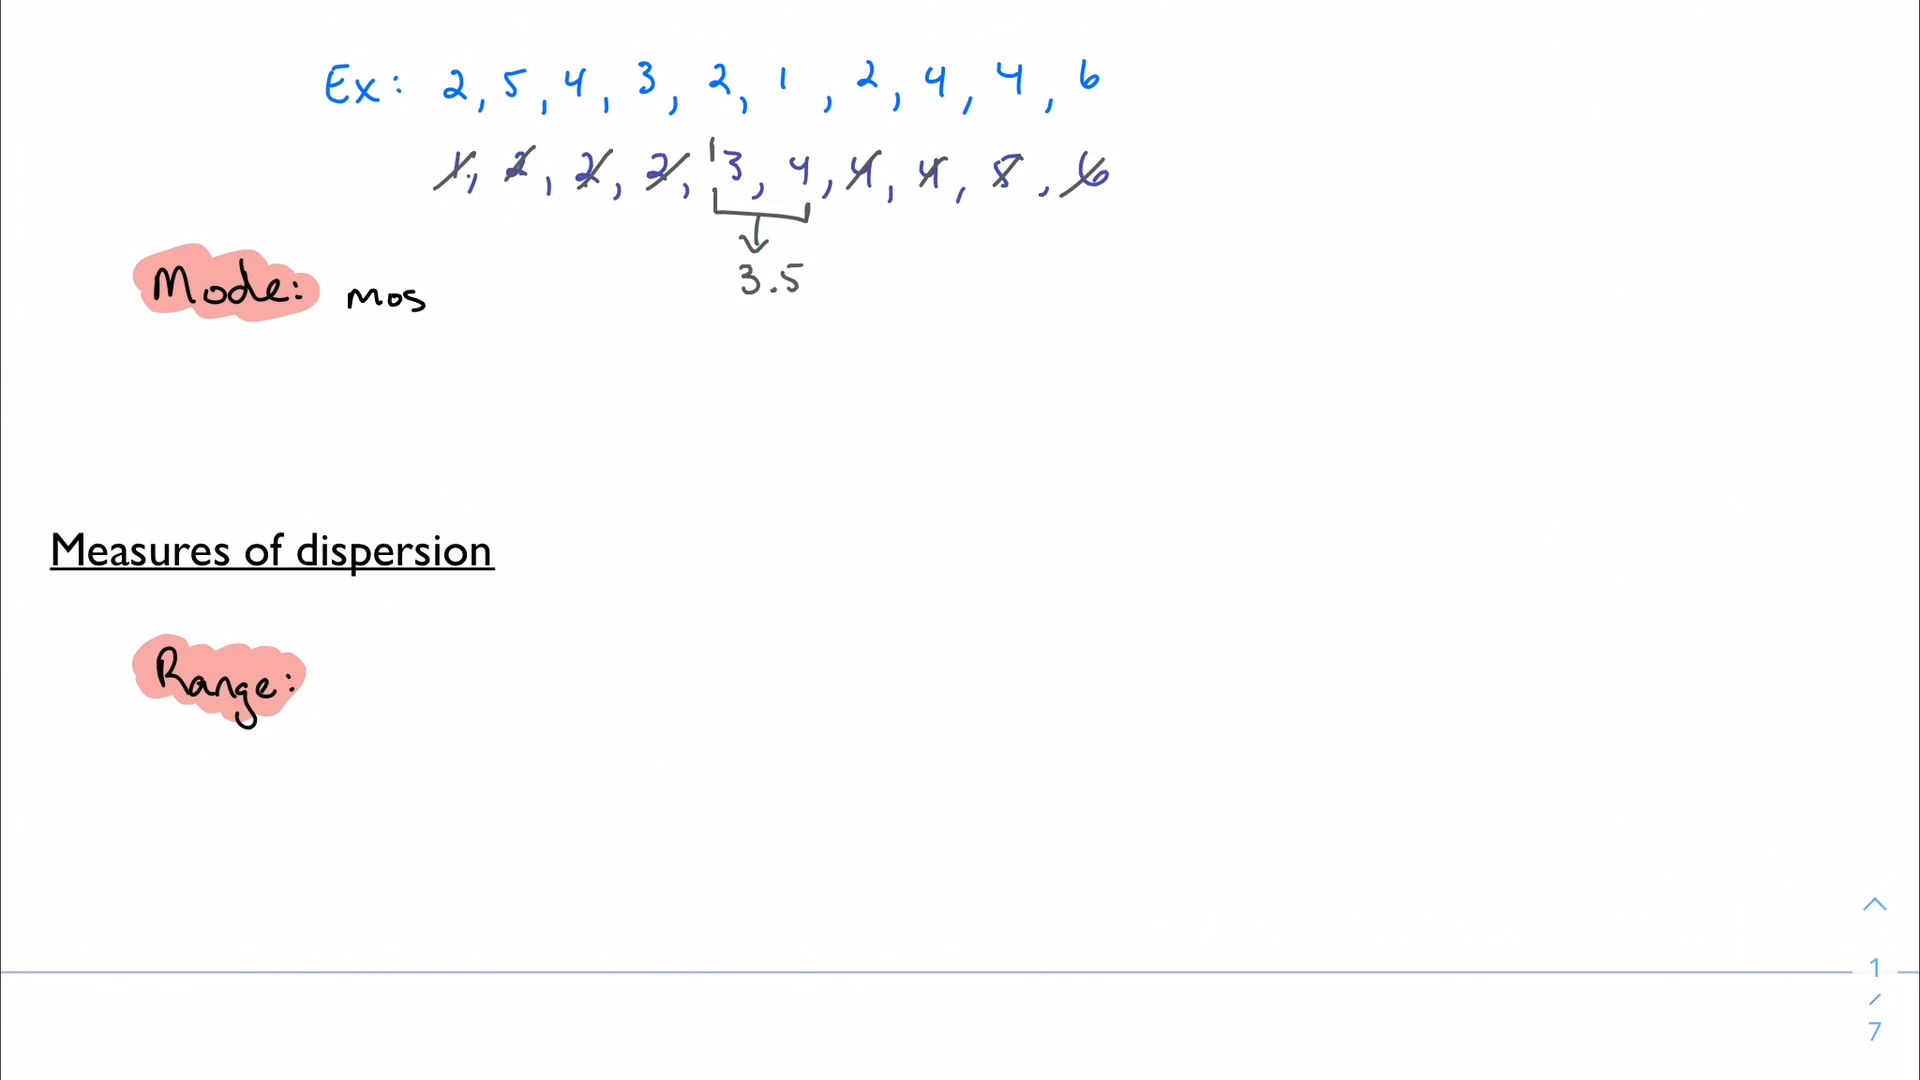 Ex: 2, 5, 4, 3, 2, 1, 2, 4, 4, 6
1, 2, 2, 2, 3, 4, 4, 4, 5, 6
3.5
Mode: mos
Measures of dispersion
Range:
1
/
7